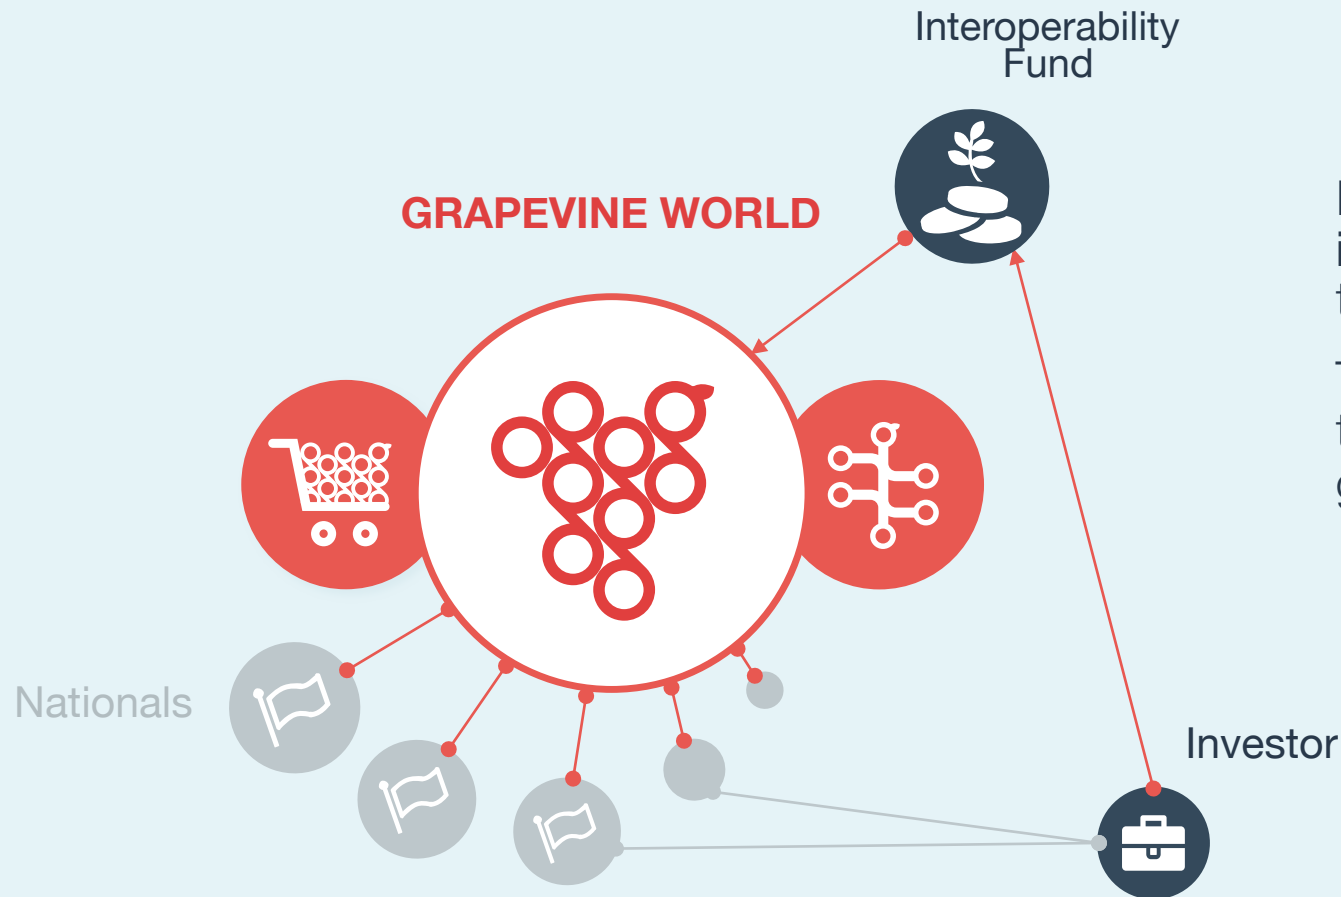 Interoperability
Fund
GRAPEVINE WORLD
Nationals
Investor